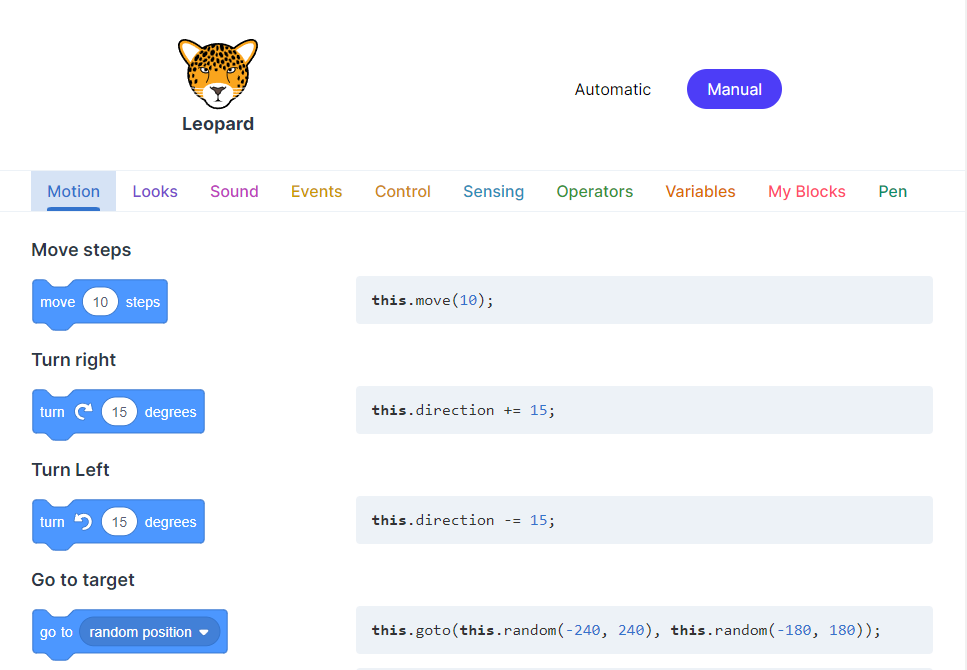 Leopard
Automatic
Manual
Motion Looks Sound Events Control Sensing Operators Variables My Blocks Pen
Move steps
move 10 steps
this.move(10);
Turn right
turn 15 degrees
this.direction += 15;
Turn Left
turn 15 degrees
this.direction -= 15;
Go to target
go to random position
this.goto(this.random(-240, 240), this.random(-180, 180));